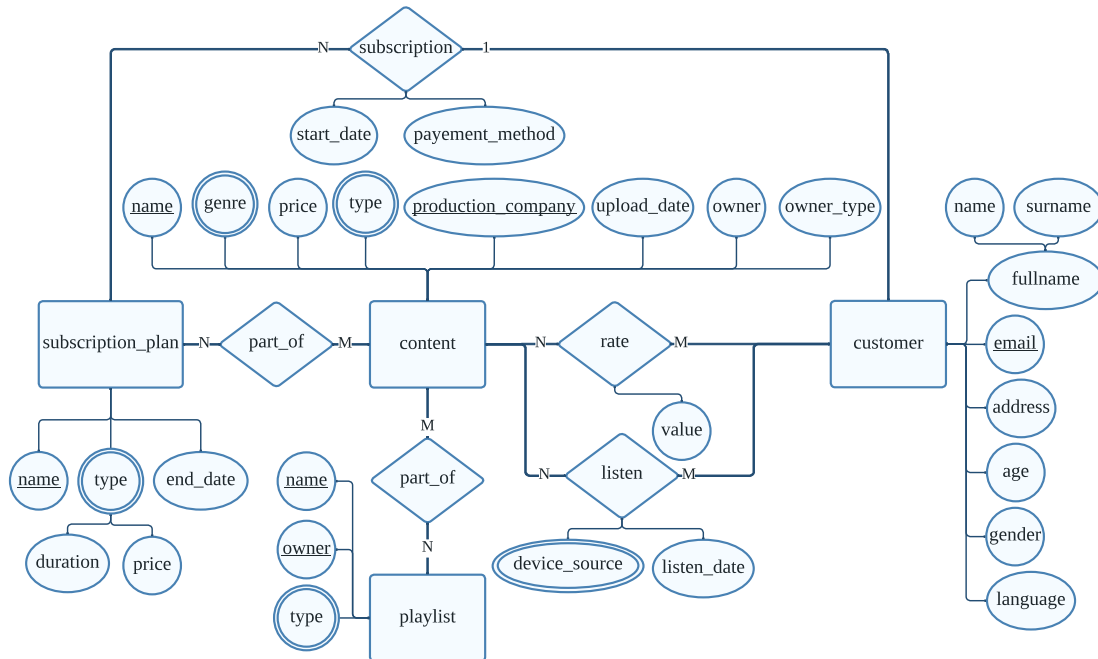 N
subscription
1
start_date
payement_method
name
genre
price
type
production_company
upload_date
owner
owner_type
name
surname
fullname
subscription_plan
N
part_of
M
content
N
rate
M
customer
email
address
age
gender
language
value
M
part_of
N
N
listen
M
device_source
listen_date
name
type
end_date
duration
price
name
owner
type
playlist